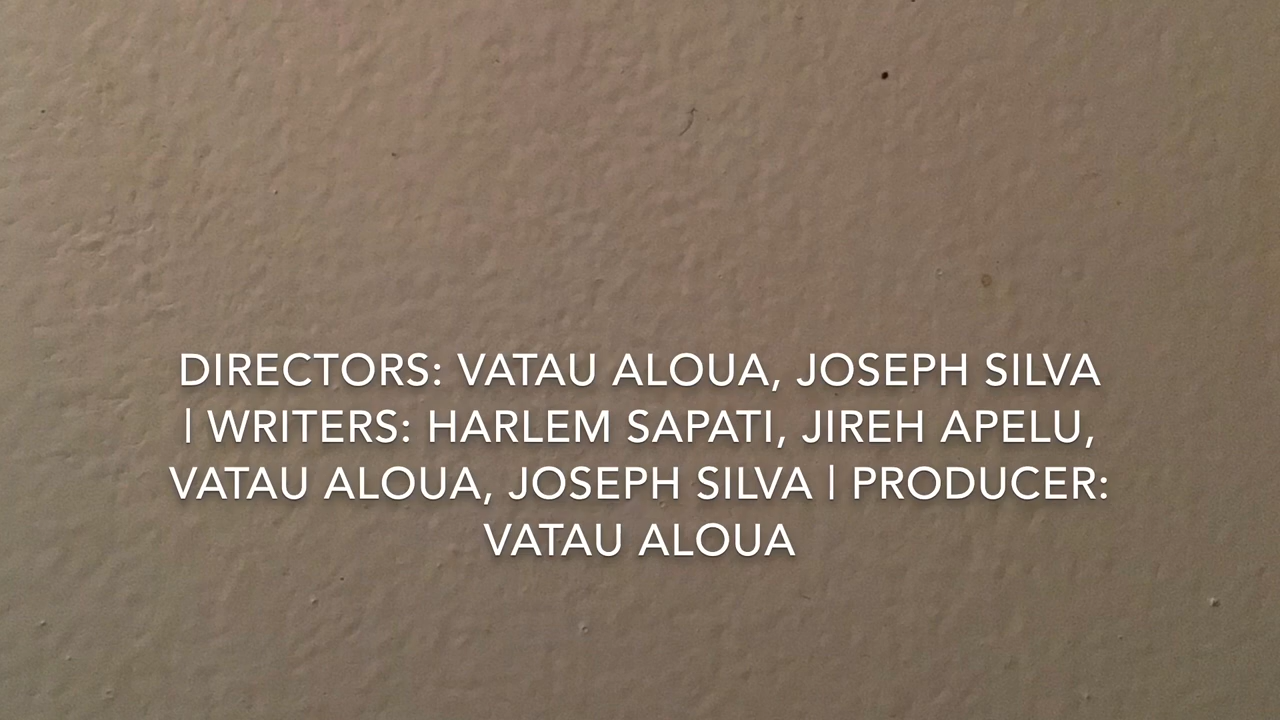 DIRECTORS: VATAU ALOUA, JOSEPH SILVA
| WRITERS: HARLEM SAPATI, JIREH APELU,
VATAU ALOUA, JOSEPH SILVA | PRODUCER:
VATAU ALOUA